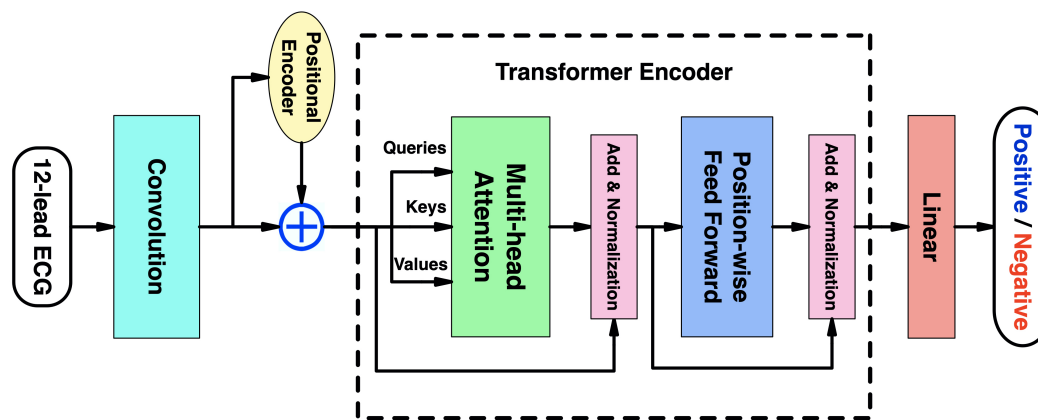 12-lead ECG
Convolution
Positional
Encoder
Transformer Encoder
Queries
Keys
Values
Multi-head
Attention
Add & Normalization
Position-wise
Feed Forward
Add & Normalization
Linear
Positive / Negative